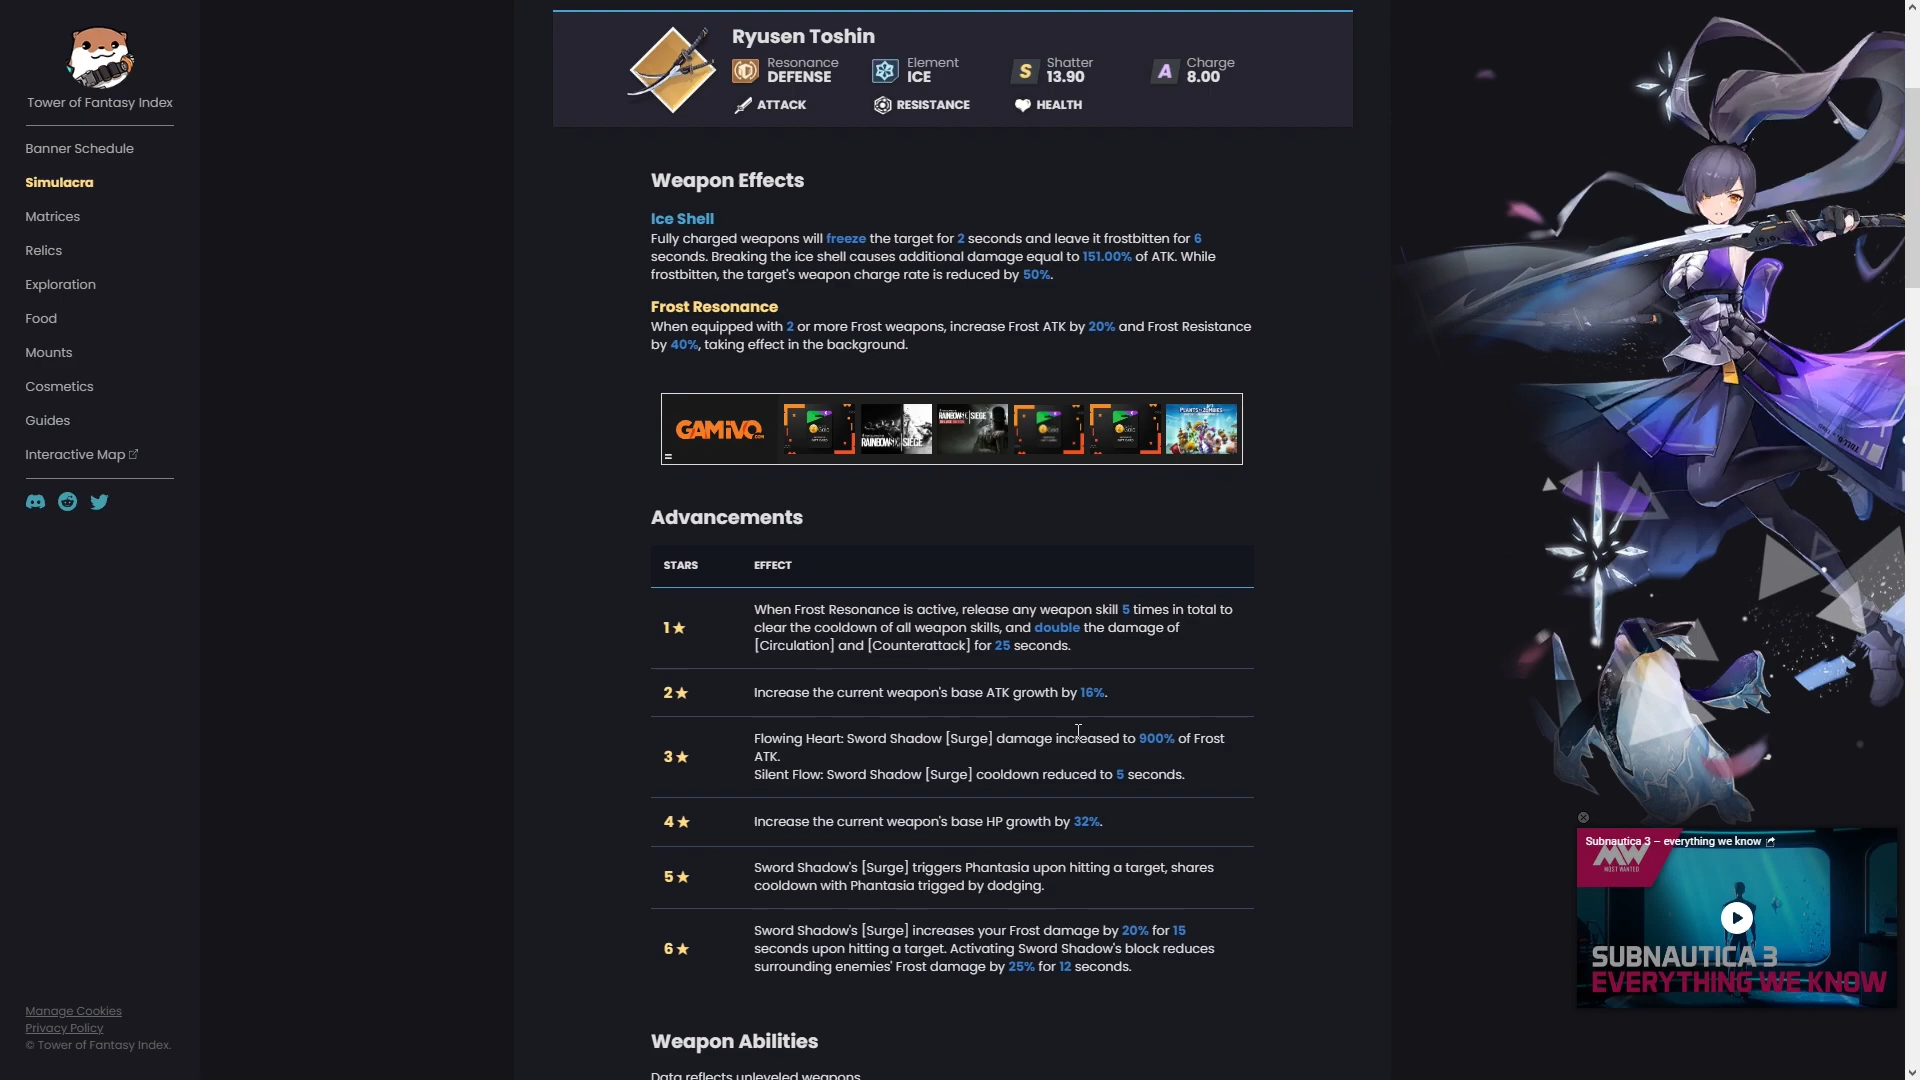 Tower of Fantasy Index
Banner Schedule
Simulacra
Matrices
Relics
Exploration
Food
Mounts
Cosmetics
Guides
Interactive Map
Manage Cookies
Privacy Policy
© Tower of Fantasy Index.
Ryusen Toshin
Resonance
DEFENSE
Element
ICE
S
Shatter
13.90
A
Charge
8.00
ATTACK
RESISTANCE
HEALTH
Weapon Effects
Ice Shell
Fully charged weapons will freeze the target for 2 seconds and leave it frostbitten for 6
seconds. Breaking the ice shell causes additional damage equal to 151.00% of ATK. While
frostbitten, the target's weapon charge rate is reduced by 50%.
Frost Resonance
When equipped with 2 or more Frost weapons, increase Frost ATK by 20% and Frost Resistance
by 40%, taking effect in the background.
GAMIVO.COM
RAINBOW SIEGE
RAINBOW SIEGE
PLANTS ZOMBIES
Advancements
STARS EFFECT
1★
When Frost Resonance is active, release any weapon skill 5 times in total to
clear the cooldown of all weapon skills, and double the damage of
[Circulation] and [Counterattack] for 25 seconds.
2★
Increase the current weapon's base ATK growth by 16%.
3★
Flowing Heart: Sword Shadow [Surge] damage increased to 900% of Frost
ATK.
Silent Flow: Sword Shadow [Surge] cooldown reduced to 5 seconds.
4★
Increase the current weapon's base HP growth by 32%.
5★
Sword Shadow's [Surge] triggers Phantasia upon hitting a target, shares
cooldown with Phantasia trigged by dodging.
6★
Sword Shadow's [Surge] increases your Frost damage by 20% for 15
seconds upon hitting a target. Activating Sword Shadow's block reduces
surrounding enemies' Frost damage by 25% for 12 seconds.
Weapon Abilities
Data reflects unleveled weapons.
Subnautica 3 – everything we know
MW
MOST WANTED
SUBNAUTICA 3
EVERYTHING WE KNOW